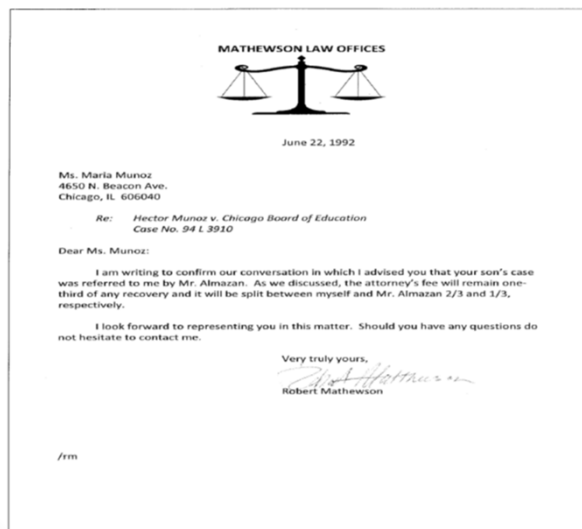 MATHEWSON LAW OFFICES
June 22, 1992
Ms. Maria Munoz
4650 N. Beacon Ave.
Chicago, IL 606040
Re: Hector Munoz v. Chicago Board of Education
Case No. 94 L 3910
Dear Ms. Munoz:
I am writing to confirm our conversation in which I advised you that your son's case
was referred to me by Mr. Almazan. As we discussed, the attorney's fee will remain one-
third of any recovery and it will be split between myself and Mr. Almazan 2/3 and 1/3,
respectively.
I look forward to representing you in this matter. Should you have any questions do
not hesitate to contact me.
Very truly yours,
Robert Mathewson
/rm